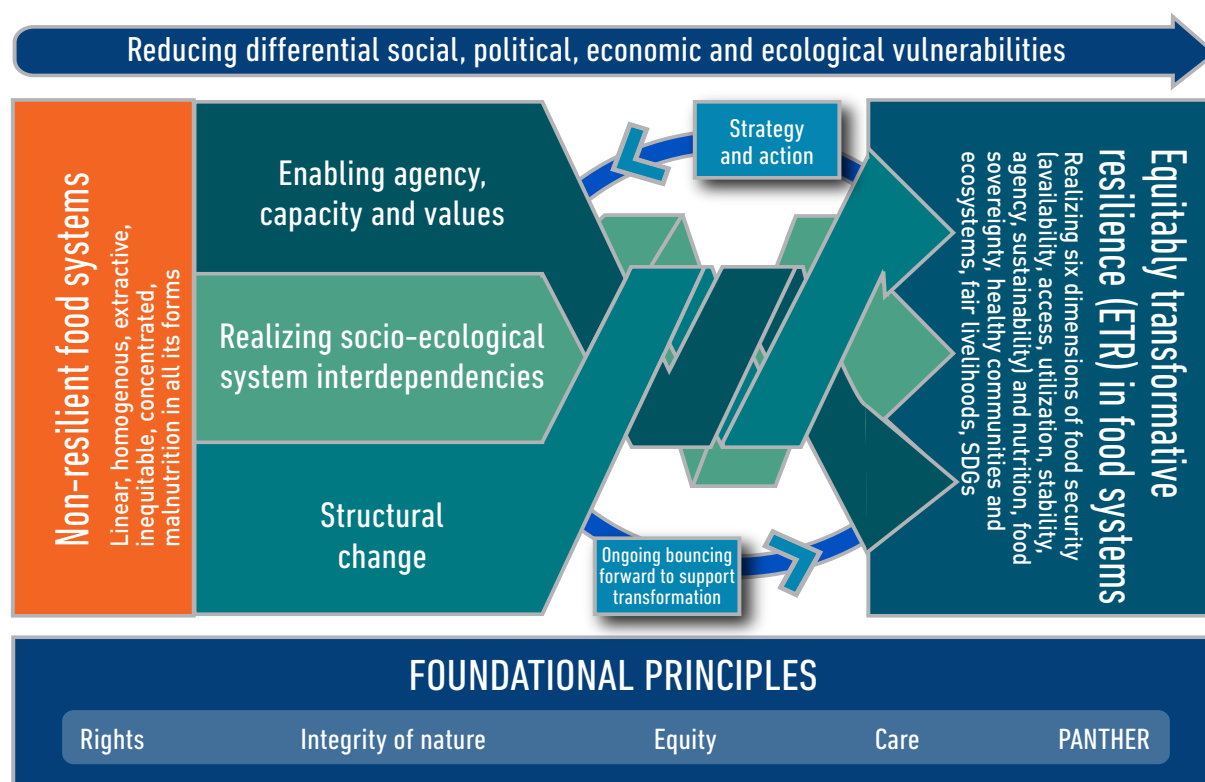 Reducing differential social, political, economic and ecological vulnerabilities
Non-resilient food systems
Linear, homogenous, extractive,
inequitable, concentrated,
malnutrition in all its forms
Enabling agency,
capacity and values
Realizing socio-ecological
system interdependencies
Structural
change
Strategy
and action
Ongoing bouncing
forward to support
transformation
Equitably transformative
resilience (ETR) in food systems
Realizing six dimensions of food security
(availability, access, utilization, stability,
agency, sustainability) and nutrition, food
sovereignty, healthy communities and
ecosystems, fair livelihoods, SDGs
FOUNDATIONAL PRINCIPLES
Rights Integrity of nature Equity Care PANTHER